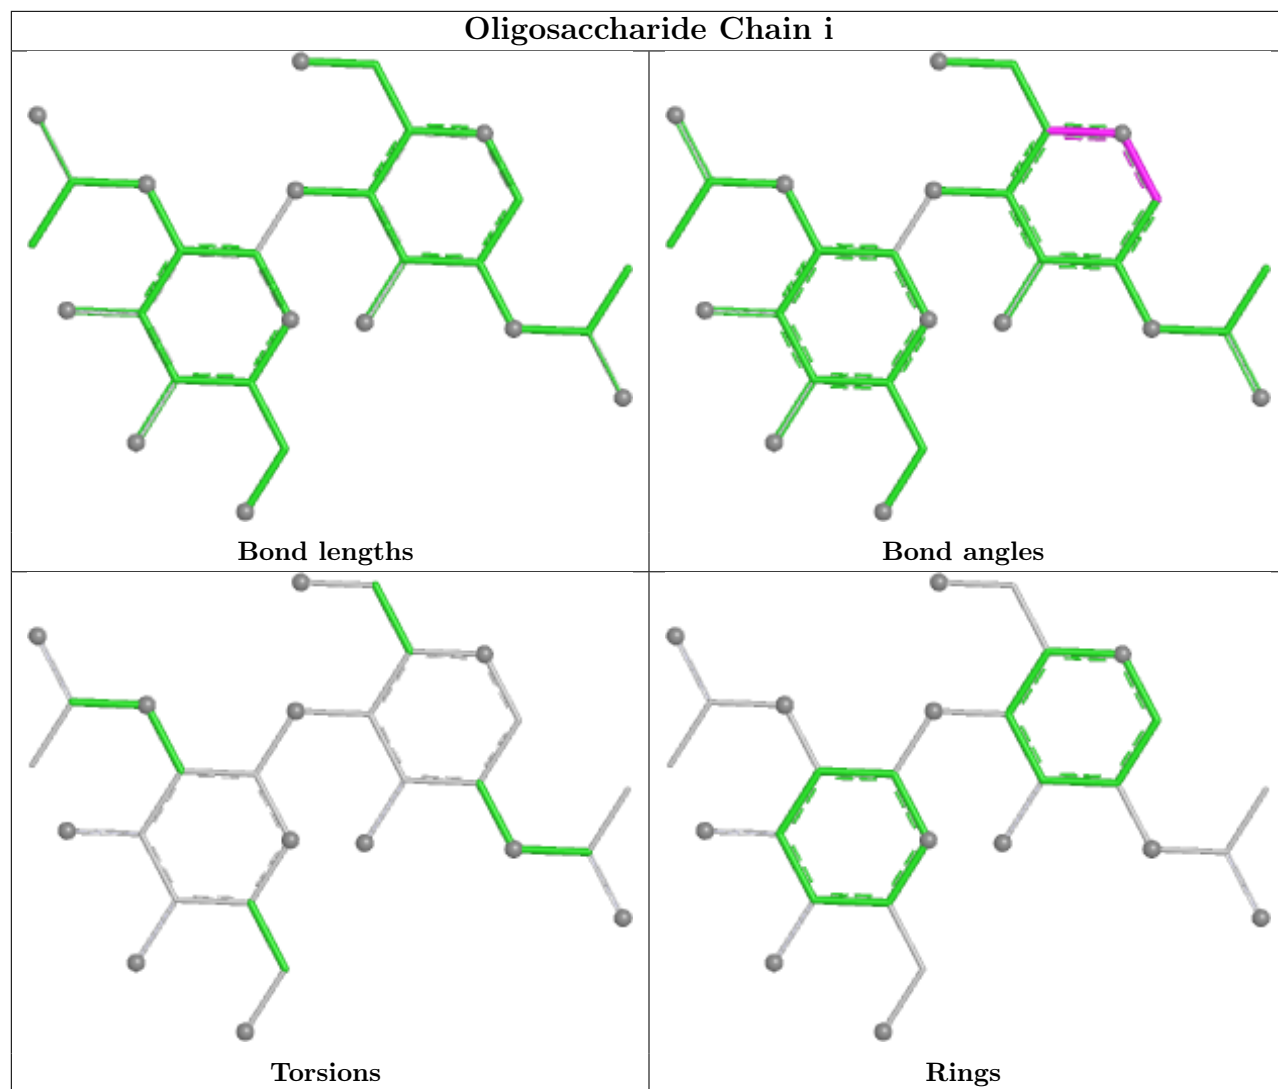 Oligosaccharide Chain i
Bond lengths
Bond angles
Torsions
Rings